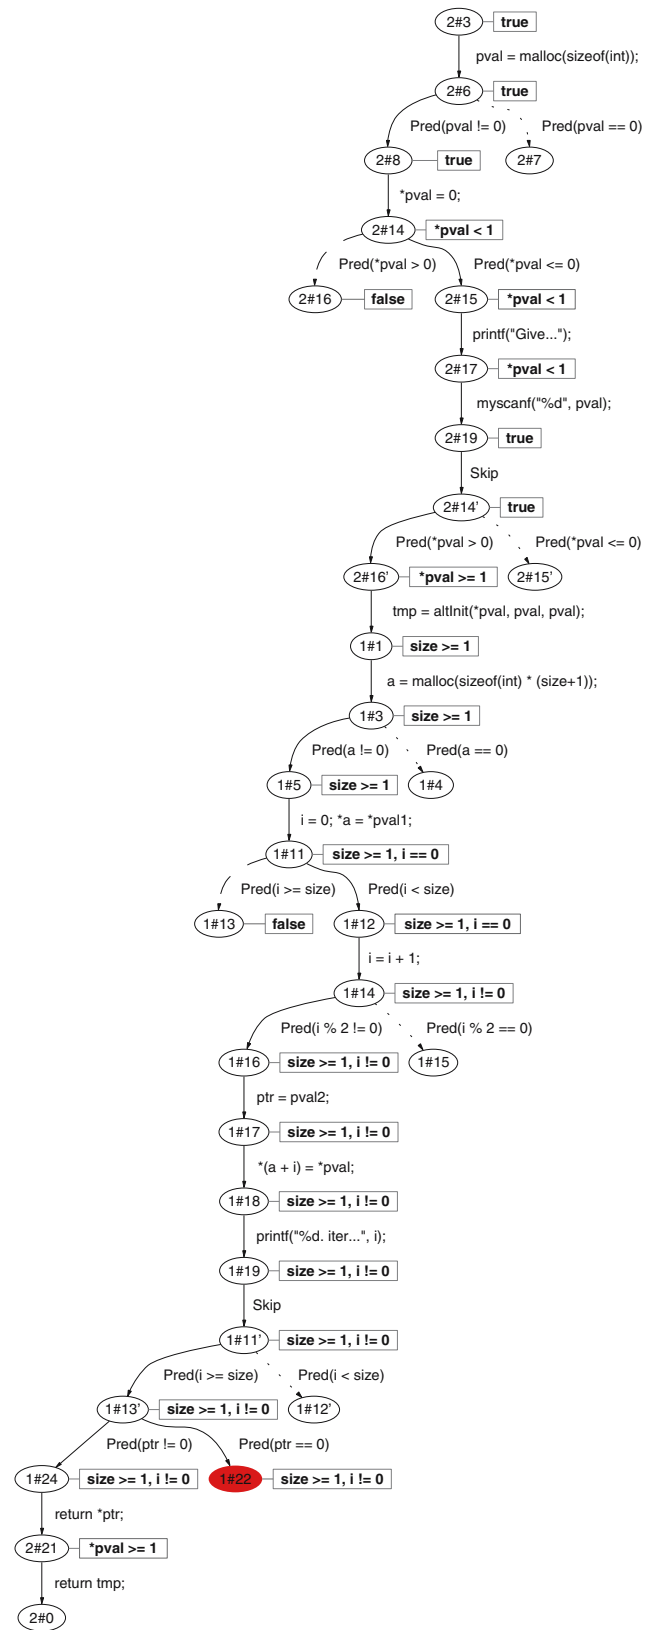 2#3 true
pval = malloc(sizeof(int));
2#6 true
Pred(pval != 0) Pred(pval == 0)
2#8 true 2#7
*pval = 0;
2#14 *pval < 1
Pred(*pval > 0) Pred(*pval <= 0)
2#16 false 2#15 *pval < 1
printf("Give...");
2#17 *pval < 1
myscanf("%d", pval);
2#19 true
Skip
2#14' true
Pred(*pval > 0) Pred(*pval <= 0)
2#16' *pval >= 1 2#15'
tmp = altInit(*pval, pval, pval);
1#1 size >= 1
a = malloc(sizeof(int) * (size+1));
1#3 size >= 1
Pred(a != 0) Pred(a == 0)
1#5 size >= 1 1#4
i = 0; *a = *pval1;
1#11 size >= 1, i == 0
Pred(i >= size) Pred(i < size)
1#13 false 1#12 size >= 1, i == 0
i = i + 1;
1#14 size >= 1, i != 0
Pred(i % 2 != 0) Pred(i % 2 == 0)
1#16 size >= 1, i != 0 1#15
ptr = pval2;
1#17 size >= 1, i != 0
*(a + i) = *pval;
1#18 size >= 1, i != 0
printf("%d. iter...", i);
1#19 size >= 1, i != 0
Skip
1#11' size >= 1, i != 0
Pred(i >= size) Pred(i < size)
1#13' size >= 1, i != 0 1#12'
Pred(ptr != 0) Pred(ptr == 0)
1#24 size >= 1, i != 0 1#22 size >= 1, i != 0
return *ptr;
2#21 *pval >= 1
return tmp;
2#0